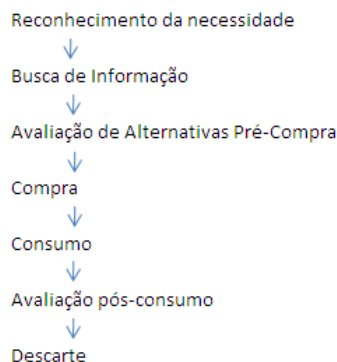 Reconhecimento da necessidade
Busca de Informação
Avaliação de Alternativas Pré-Compra
Compra
Consumo
Avaliação pós-consumo
Descarte